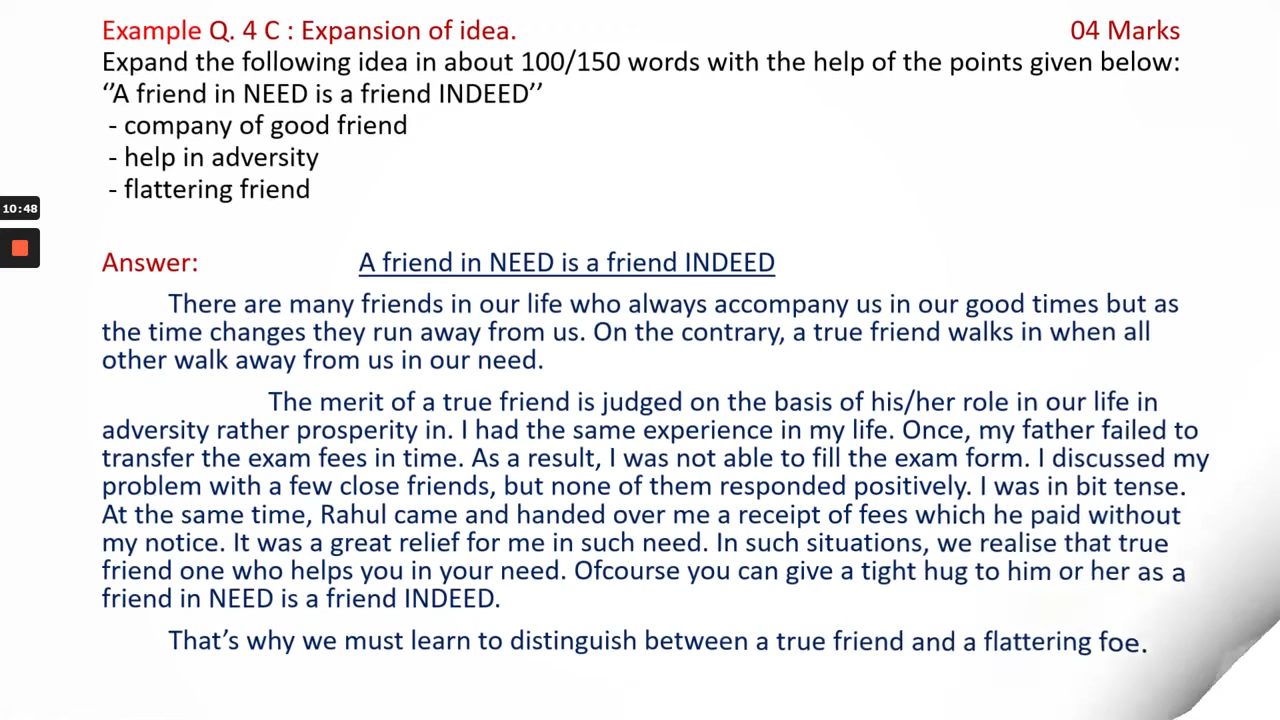 Example Q. 4 C : Expansion of idea. 04 Marks
Expand the following idea in about 100/150 words with the help of the points given below:
‘’A friend in NEED is a friend INDEED’’
- company of good friend
- help in adversity
- flattering friend
10:48
Answer: A friend in NEED is a friend INDEED
There are many friends in our life who always accompany us in our good times but as
the time changes they run away from us. On the contrary, a true friend walks in when all
other walk away from us in our need.
The merit of a true friend is judged on the basis of his/her role in our life in
adversity rather prosperity in. I had the same experience in my life. Once, my father failed to
transfer the exam fees in time. As a result, I was not able to fill the exam form. I discussed my
problem with a few close friends, but none of them responded positively. I was in bit tense.
At the same time, Rahul came and handed over me a receipt of fees which he paid without
my notice. It was a great relief for me in such need. In such situations, we realise that true
friend one who helps you in your need. Ofcourse you can give a tight hug to him or her as a
friend in NEED is a friend INDEED.
That’s why we must learn to distinguish between a true friend and a flattering foe.